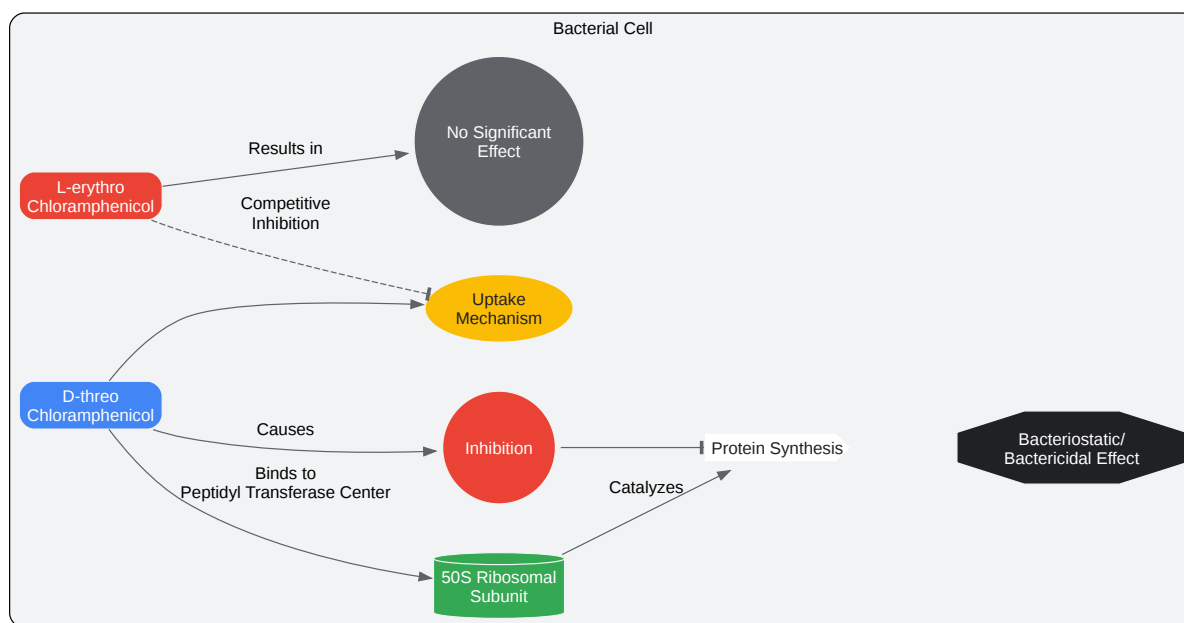 Bacterial Cell
No Significant
Effect
Results in
L-erythro
Chloramphenicol
Competitive
Inhibition
Uptake
Mechanism
D-threo
Chloramphenicol
Causes
Inhibition
Protein Synthesis
Bacteriostatic/
Bactericidal Effect
Binds to
Peptidyl Transferase Center
Catalyzes
50S Ribosomal
Subunit